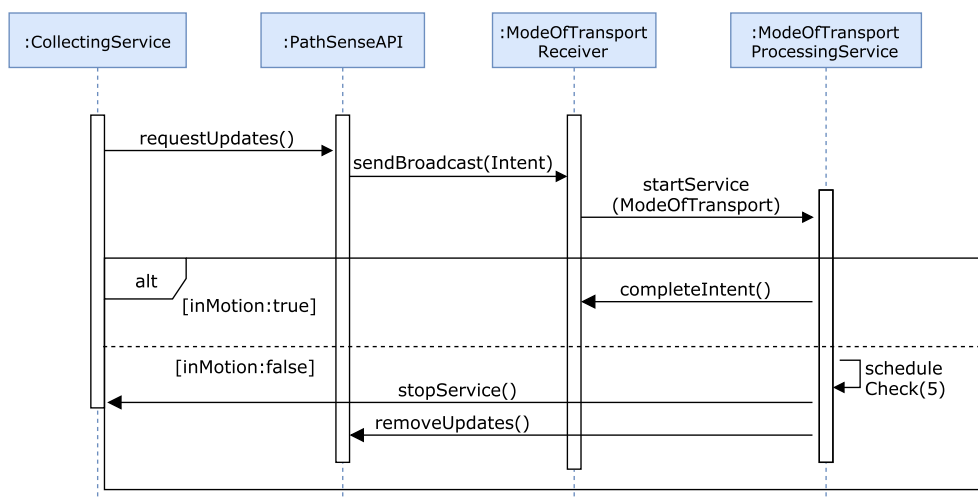 :CollectingService
:PathSenseAPI
:ModeOfTransport
Receiver
:ModeOfTransport
ProcessingService
requestUpdates()
sendBroadcast(Intent)
startService
(ModeOfTransport)
alt
[inMotion:true]
completeIntent()
[inMotion:false]
schedule
Check(5)
stopService()
removeUpdates()